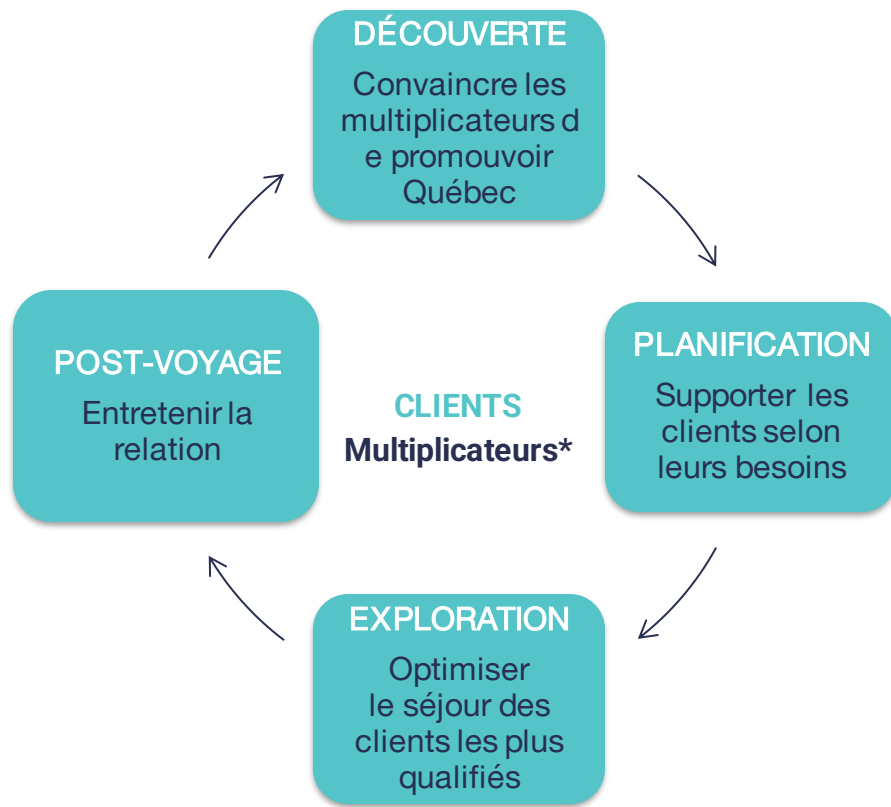 DÉCOUVERTE
Convaincre les
multiplicateurs d
e promouvoir
Québec
PLANIFICATION
Supporter les
clients selon
leurs besoins
EXPLORATION
Optimiser
le séjour des
clients les plus
qualifiés
POST-VOYAGE
Entretenir la
relation
CLIENTS
Multiplicateurs*